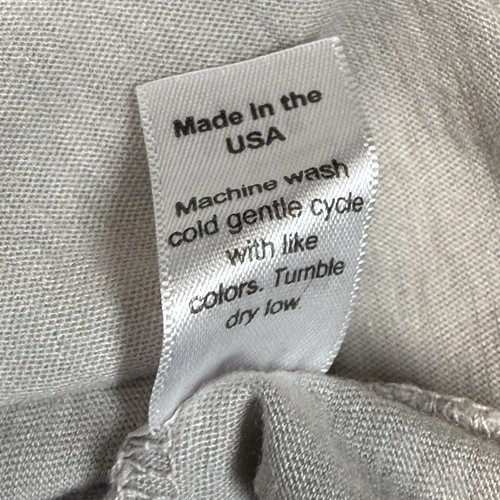 Made In the
USA
Machine wash
cold gentle cycle
with like
colors. Tumble
dry low.